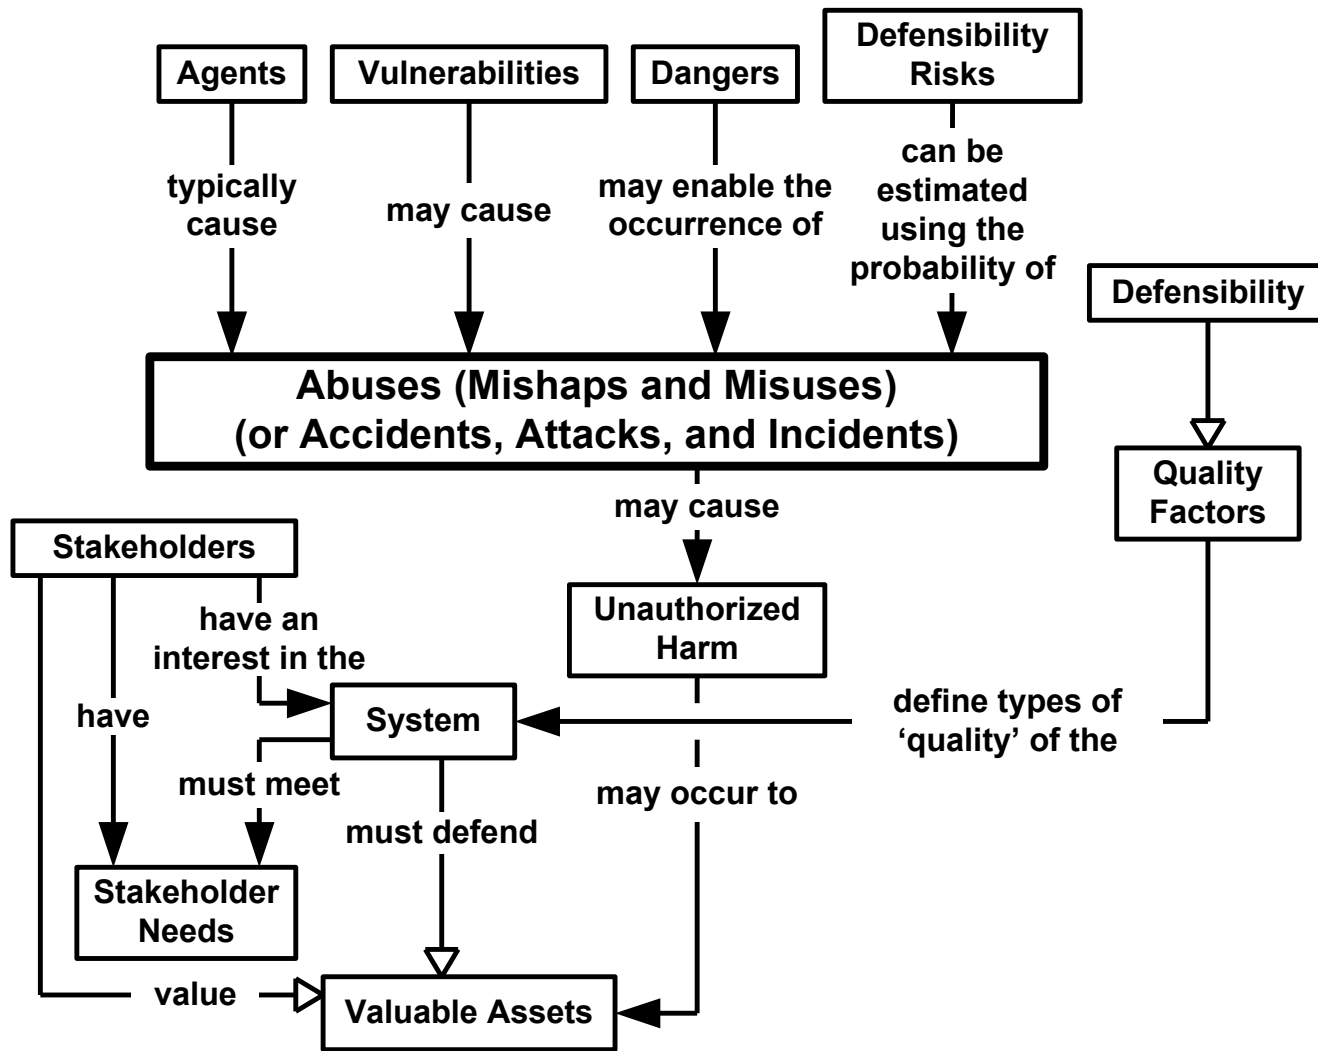 Agents
Vulnerabilities
Dangers
Defensibility
Risks
typically
cause
may cause
may enable the
occurrence of
can be
estimated
using the
probability of
Defensibility
Abuses (Mishaps and Misuses)
(or Accidents, Attacks, and Incidents)
Quality
Factors
may cause
Stakeholders
Unauthorized
Harm
have an
interest in the
have
System
define types of
‘quality’ of the
must meet
may occur to
must defend
Stakeholder
Needs
value
Valuable Assets